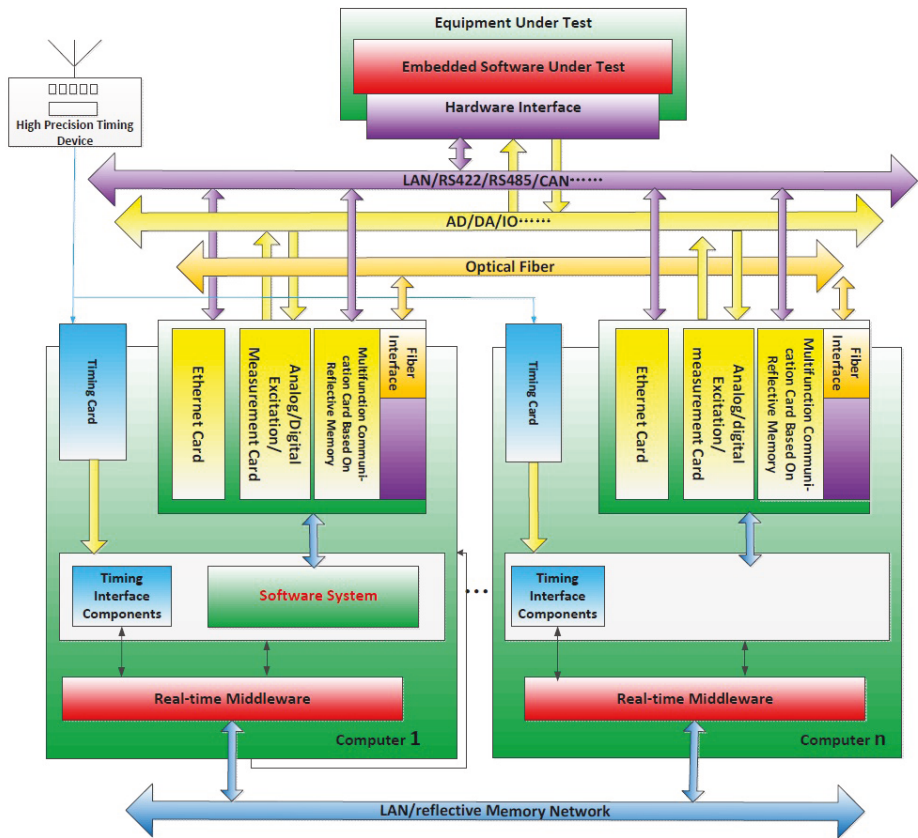 Equipment Under Test
Embedded Software Under Test
Hardware Interface
High Precision Timing
Device
LAN/RS422/RS485/CAN······
AD/DA/IO······
Optical Fiber
Timing Card
Ethernet Card
Analog/Digital
Excitation/
Measurement Card
Multifunction Communi-
cation Card Based On
Reflective Memory
Fiber
Interface
Timing Card
Ethernet Card
Analog/digital
Excitation/
measurement Card
Multifunction Communi-
cation Card Based On
Reflective Memory
Fiber
Interface
Timing
Interface
Components
Software System
...
Timing
Interface
Components
Real-time Middleware
Computer 1
Real-time Middleware
Computer n
LAN/reflective Memory Network